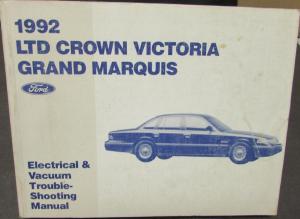 1992
LTD CROWN VICTORIA
GRAND MARQUIS
Ford
Electrical &
Vacuum
Trouble-
Shooting
Manual